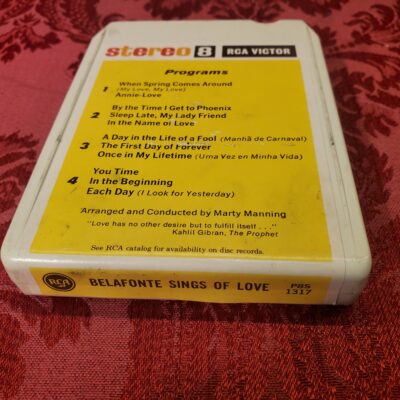 stereo 8 RCA VICTOR
Programs
1 When Spring Comes Around
(My Love, My Love)
Annie-Love
By the Time I Get to Phoenix
2 Sleep Late, My Lady Friend
In the Name of Love
A Day in the Life of a Fool (Manhã de Carnaval)
3 The First Day of Forever
Once in My Lifetime (Uma Vez en Minha Vida)
You Time
4 In the Beginning
Each Day (I Look for Yesterday)
Arranged and Conducted by Marty Manning
"Love has no other desire but to fulfill itself . . ."
Kahlil Gibran, The Prophet
See RCA catalog for availability on disc records.
RCA BELAFONTE SINGS OF LOVE P8S
1317